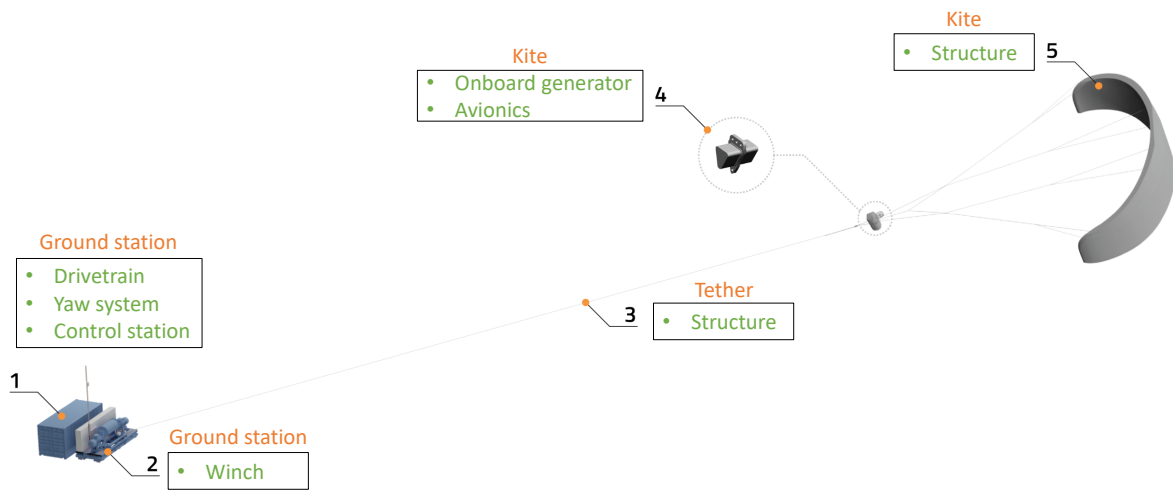 Kite
• Structure
5
Kite
• Onboard generator
• Avionics
4
Ground station
• Drivetrain
• Yaw system
• Control station
Tether
• Structure
3
1
Ground station
• Winch
2